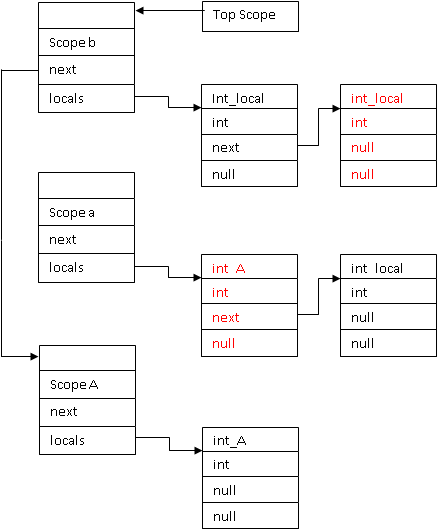 Top Scope
Scope b
next
locals
Int_local
int
next
null
int_local
int
null
null
Scope a
next
locals
int_A
int
next
null
int_local
int
null
null
Scope A
next
locals
int_A
int
null
null